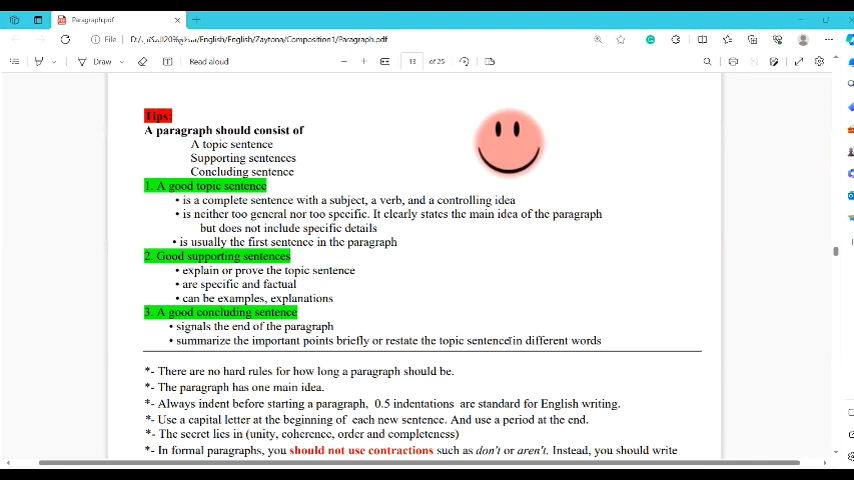 Paragraph.pdf
File D:/ /English/English/Zaytona/Composition1/Paragraph.pdf
Draw Read aloud 13 of 25
Tips:
A paragraph should consist of
A topic sentence
Supporting sentences
Concluding sentence
1. A good topic sentence
• is a complete sentence with a subject, a verb, and a controlling idea
• is neither too general nor too specific. It clearly states the main idea of the paragraph
but does not include specific details
• is usually the first sentence in the paragraph
2. Good supporting sentences
• explain or prove the topic sentence
• are specific and factual
• can be examples, explanations
3. A good concluding sentence
• signals the end of the paragraph
• summarize the important points briefly or restate the topic sentence in different words
*- There are no hard rules for how long a paragraph should be.
*- The paragraph has one main idea.
*- Always indent before starting a paragraph, 0.5 indentations are standard for English writing.
*- Use a capital letter at the beginning of each new sentence. And use a period at the end.
*- The secret lies in (unity, coherence, order and completeness)
*- In formal paragraphs, you should not use contractions such as don't or aren't. Instead, you should write